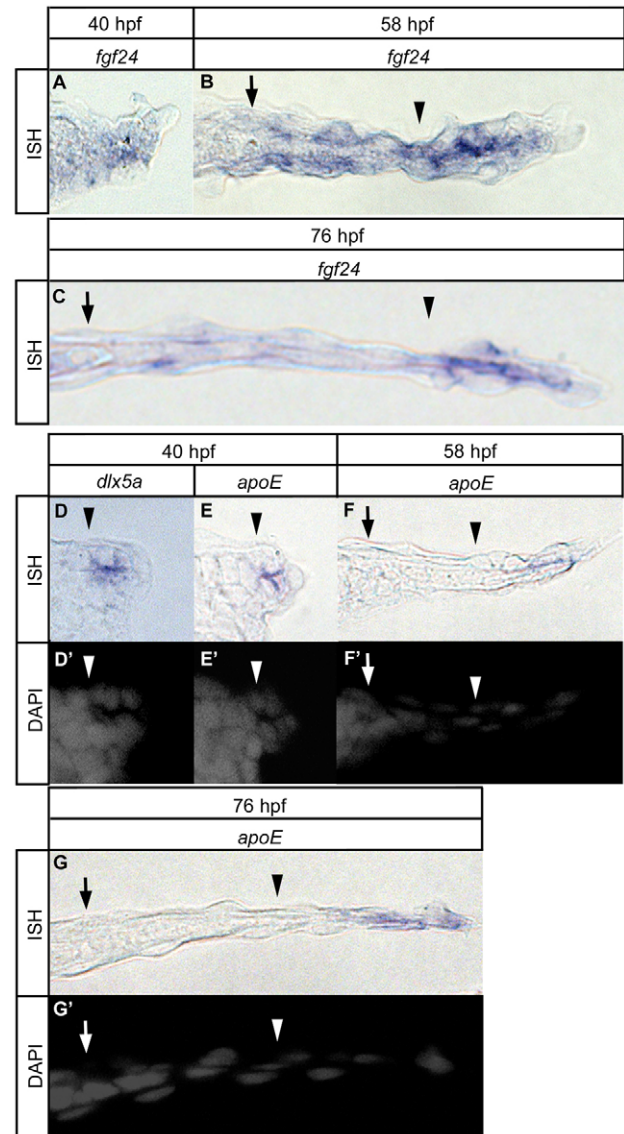 40 hpf 58 hpf
fgf24 fgf24
ISH A B
76 hpf
fgf24
ISH C
40 hpf 58 hpf
dlx5a apoE apoE
ISH D E F
DAPI D' E' F'
76 hpf
apoE
ISH G
DAPI G'